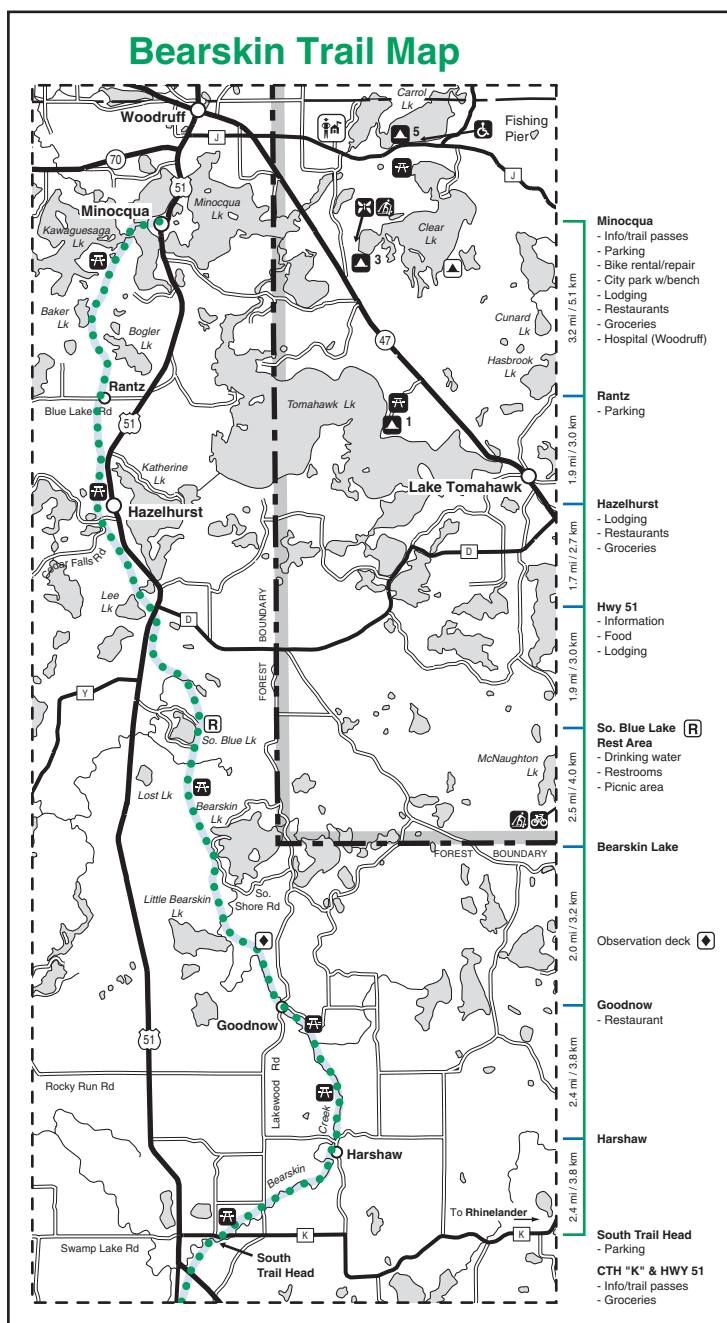 Bearskin Trail Map
Carrol
Lk
Woodruff
5
Fishing
Pier
J
70
51
J
Minocqua
Lk
Minocqua
Kawaguesaga
Lk
Clear
Lk
3
Baker
Lk
Bogler
Lk
Cunard
Lk
47
Hasbrook
Lk
Rantz
Blue Lake Rd
51
Tomahawk Lk
1
Katherine
Lk
Lake Tomahawk
Hazelhurst
Cedar Falls Rd
D
Lee
Lk
D
BOUNDARY
FOREST
Y
R
So. Blue Lk
McNaughton
Lk
Lost Lk
Bearskin
Lk
FOREST BOUNDARY
So.
Shore Rd
Little Bearskin
Lk
Goodnow
51
Rocky Run Rd
Lakewood Rd
Creek
Harshaw
Bearskin
To Rhinelander
K
K
Swamp Lake Rd
South
Trail Head
3.2 mi / 5.1 km
1.9 mi / 3.0 km
1.7 mi / 2.7 km
1.9 mi / 3.0 km
2.5 mi / 4.0 km
2.0 mi / 3.2 km
2.4 mi / 3.8 km
2.4 mi / 3.8 km
Minocqua
- Info/trail passes
- Parking
- Bike rental/repair
- City park w/bench
- Lodging
- Restaurants
- Groceries
- Hospital (Woodruff)
Rantz
- Parking
Hazelhurst
- Lodging
- Restaurants
- Groceries
Hwy 51
- Information
- Food
- Lodging
So. Blue Lake R
Rest Area
- Drinking water
- Restrooms
- Picnic area
Bearskin Lake
Observation deck
Goodnow
- Restaurant
Harshaw
South Trail Head
- Parking
CTH "K" & HWY 51
- Info/trail passes
- Groceries